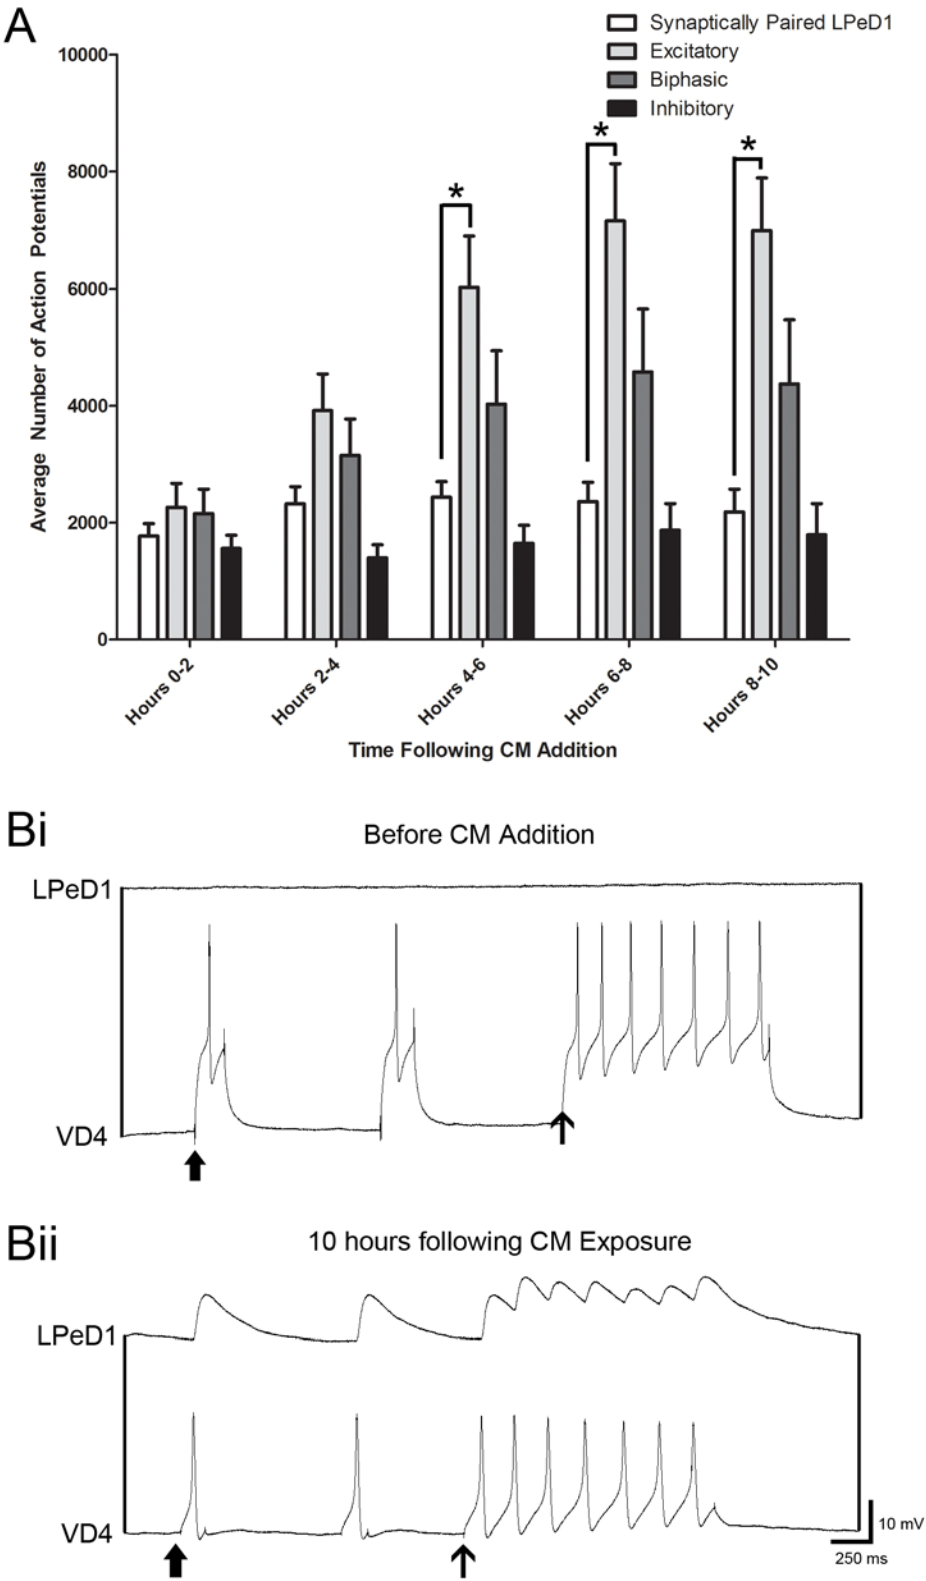 A
Synaptically Paired LPeD1
Excitatory
Biphasic
Inhibitory
10000
8000
6000
4000
2000
0
Average Number of Action Potentials
*
*
*
Hours 0-2
Hours 2-4
Hours 4-6
Hours 6-8
Hours 8-10
Time Following CM Addition
Bi
Before CM Addition
LPeD1
VD4
Bii
10 hours following CM Exposure
LPeD1
VD4
10 mV
250 ms